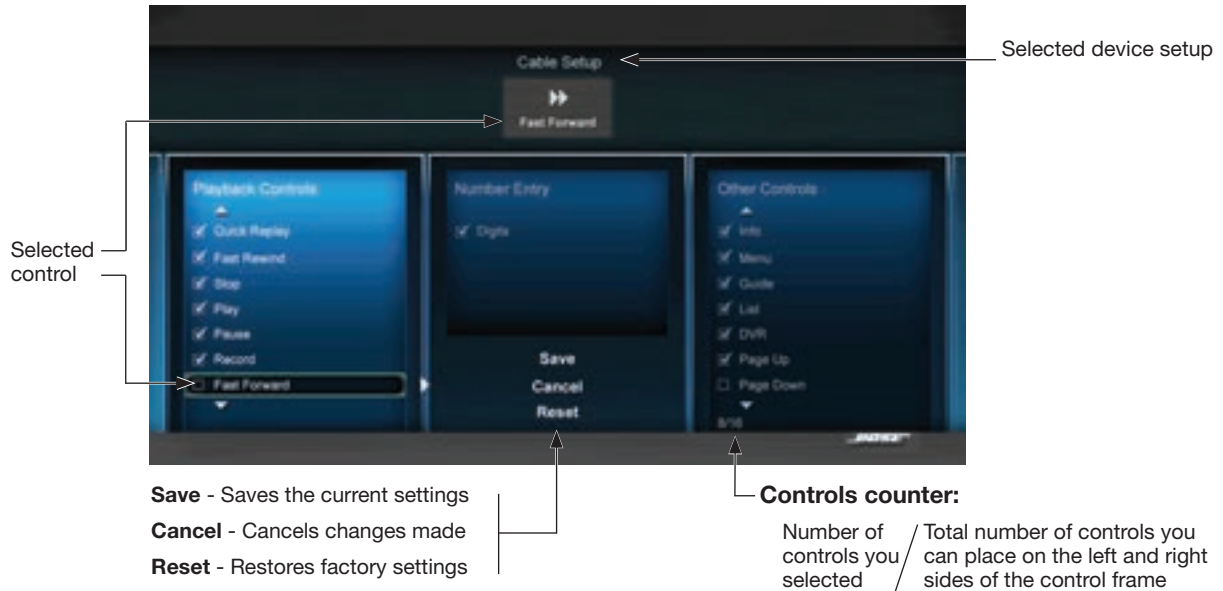 Selected device setup
Cable Setup
Fast Forward
Selected
control
Playback Controls
Quick Replay
Fast Rewind
Stop
Play
Pause
Record
Fast Forward
Number Entry
Digits
Save
Cancel
Reset
Other Controls
Info
Menu
Guide
List
DVR
Page Up
Page Down
BOSE
Save - Saves the current settings
Cancel - Cancels changes made
Reset - Restores factory settings
Controls counter:
Number of
controls you
selected
/
Total number of controls you
can place on the left and right
sides of the control frame